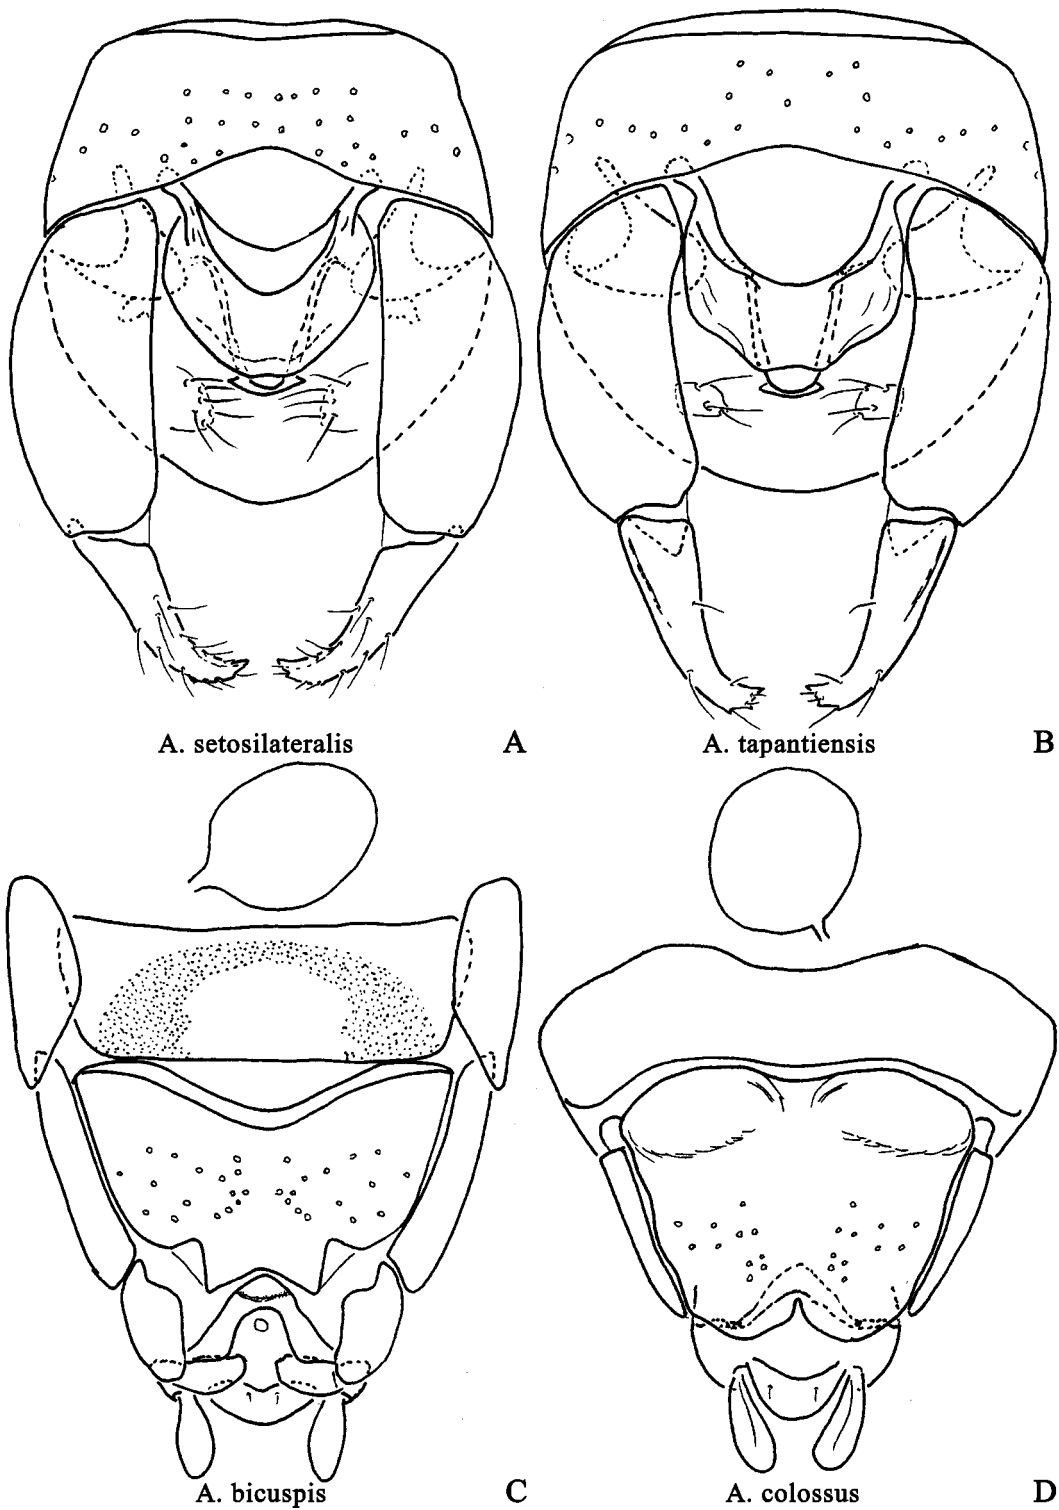 A. setosilateralis A
A. tapantiensis B
A. bicuspis C
A. colossus D